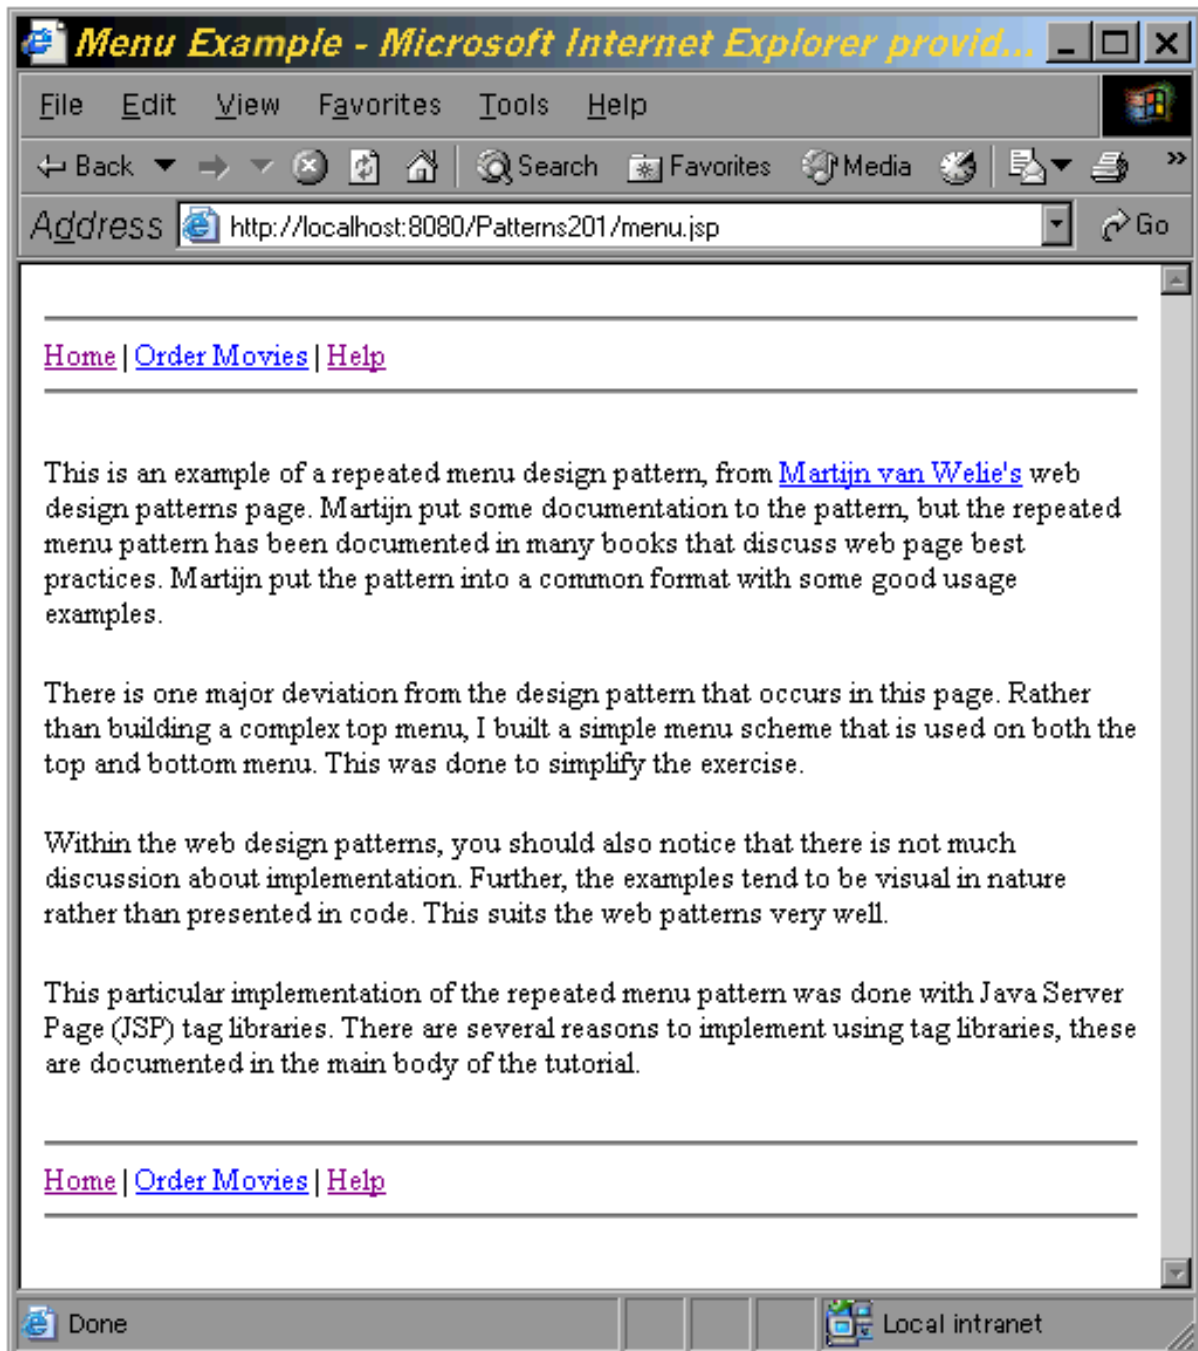 Menu Example - Microsoft Internet Explorer provid...
File Edit View Favorites Tools Help
Back Search Favorites Media »
Address http://localhost:8080/Patterns201/menu.jsp Go
Home | Order Movies | Help
This is an example of a repeated menu design pattern, from Martijn van Welie's web
design patterns page. Martijn put some documentation to the pattern, but the repeated
menu pattern has been documented in many books that discuss web page best
practices. Martijn put the pattern into a common format with some good usage
examples.
There is one major deviation from the design pattern that occurs in this page. Rather
than building a complex top menu, I built a simple menu scheme that is used on both the
top and bottom menu. This was done to simplify the exercise.
Within the web design patterns, you should also notice that there is not much
discussion about implementation. Further, the examples tend to be visual in nature
rather than presented in code. This suits the web patterns very well.
This particular implementation of the repeated menu pattern was done with Java Server
Page (JSP) tag libraries. There are several reasons to implement using tag libraries, these
are documented in the main body of the tutorial.
Home | Order Movies | Help
Done Local intranet